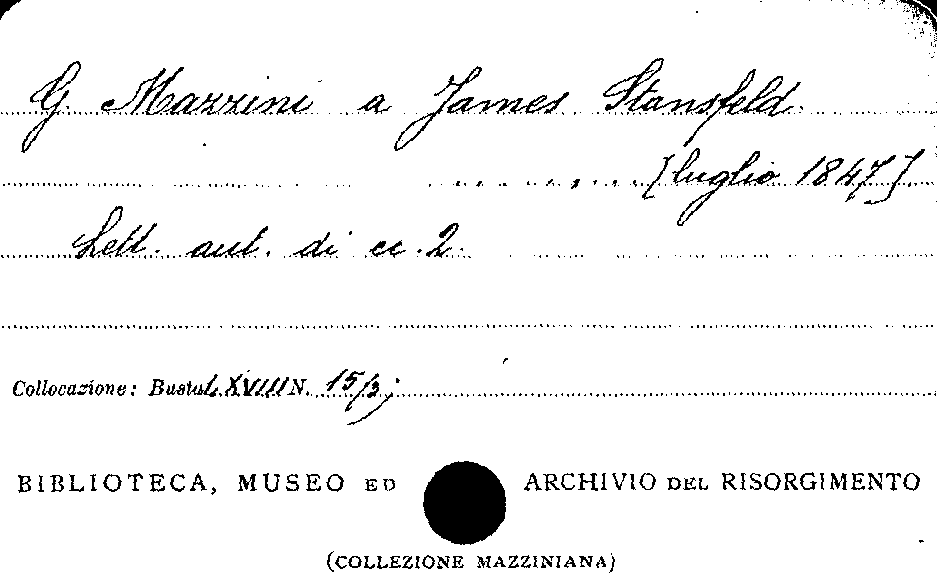 G. Mazzini a James Stansfeld.
[luglio 1847]
Lett. aut. di cc. 2.
Collocazione: Busta LXVIII N. 15/3;
BIBLIOTECA, MUSEO ED ARCHIVIO DEL RISORGIMENTO
(COLLEZIONE MAZZINIANA)